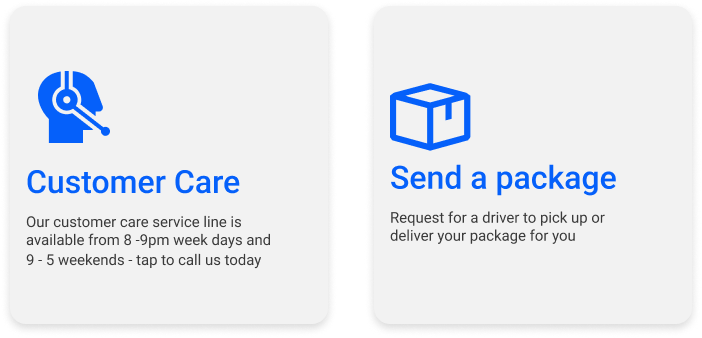 Customer Care
Our customer care service line is
available from 8 -9pm week days and
9 - 5 weekends - tap to call us today
Send a package
Request for a driver to pick up or
deliver your package for you